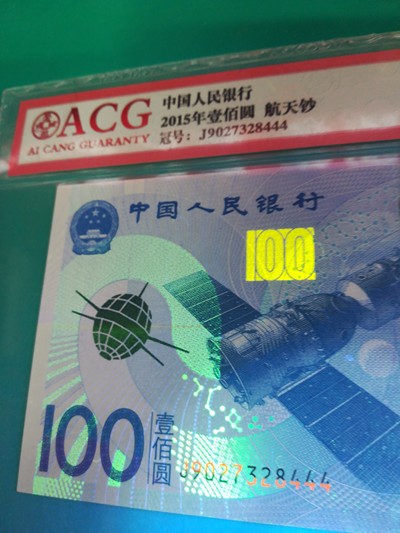 ACG
AI CANG GUARANTY
中国人民银行
2015年壹佰圆 航天钞
冠号: J9027328444
中国人民银行
100
100
壹佰圆
J9027328444